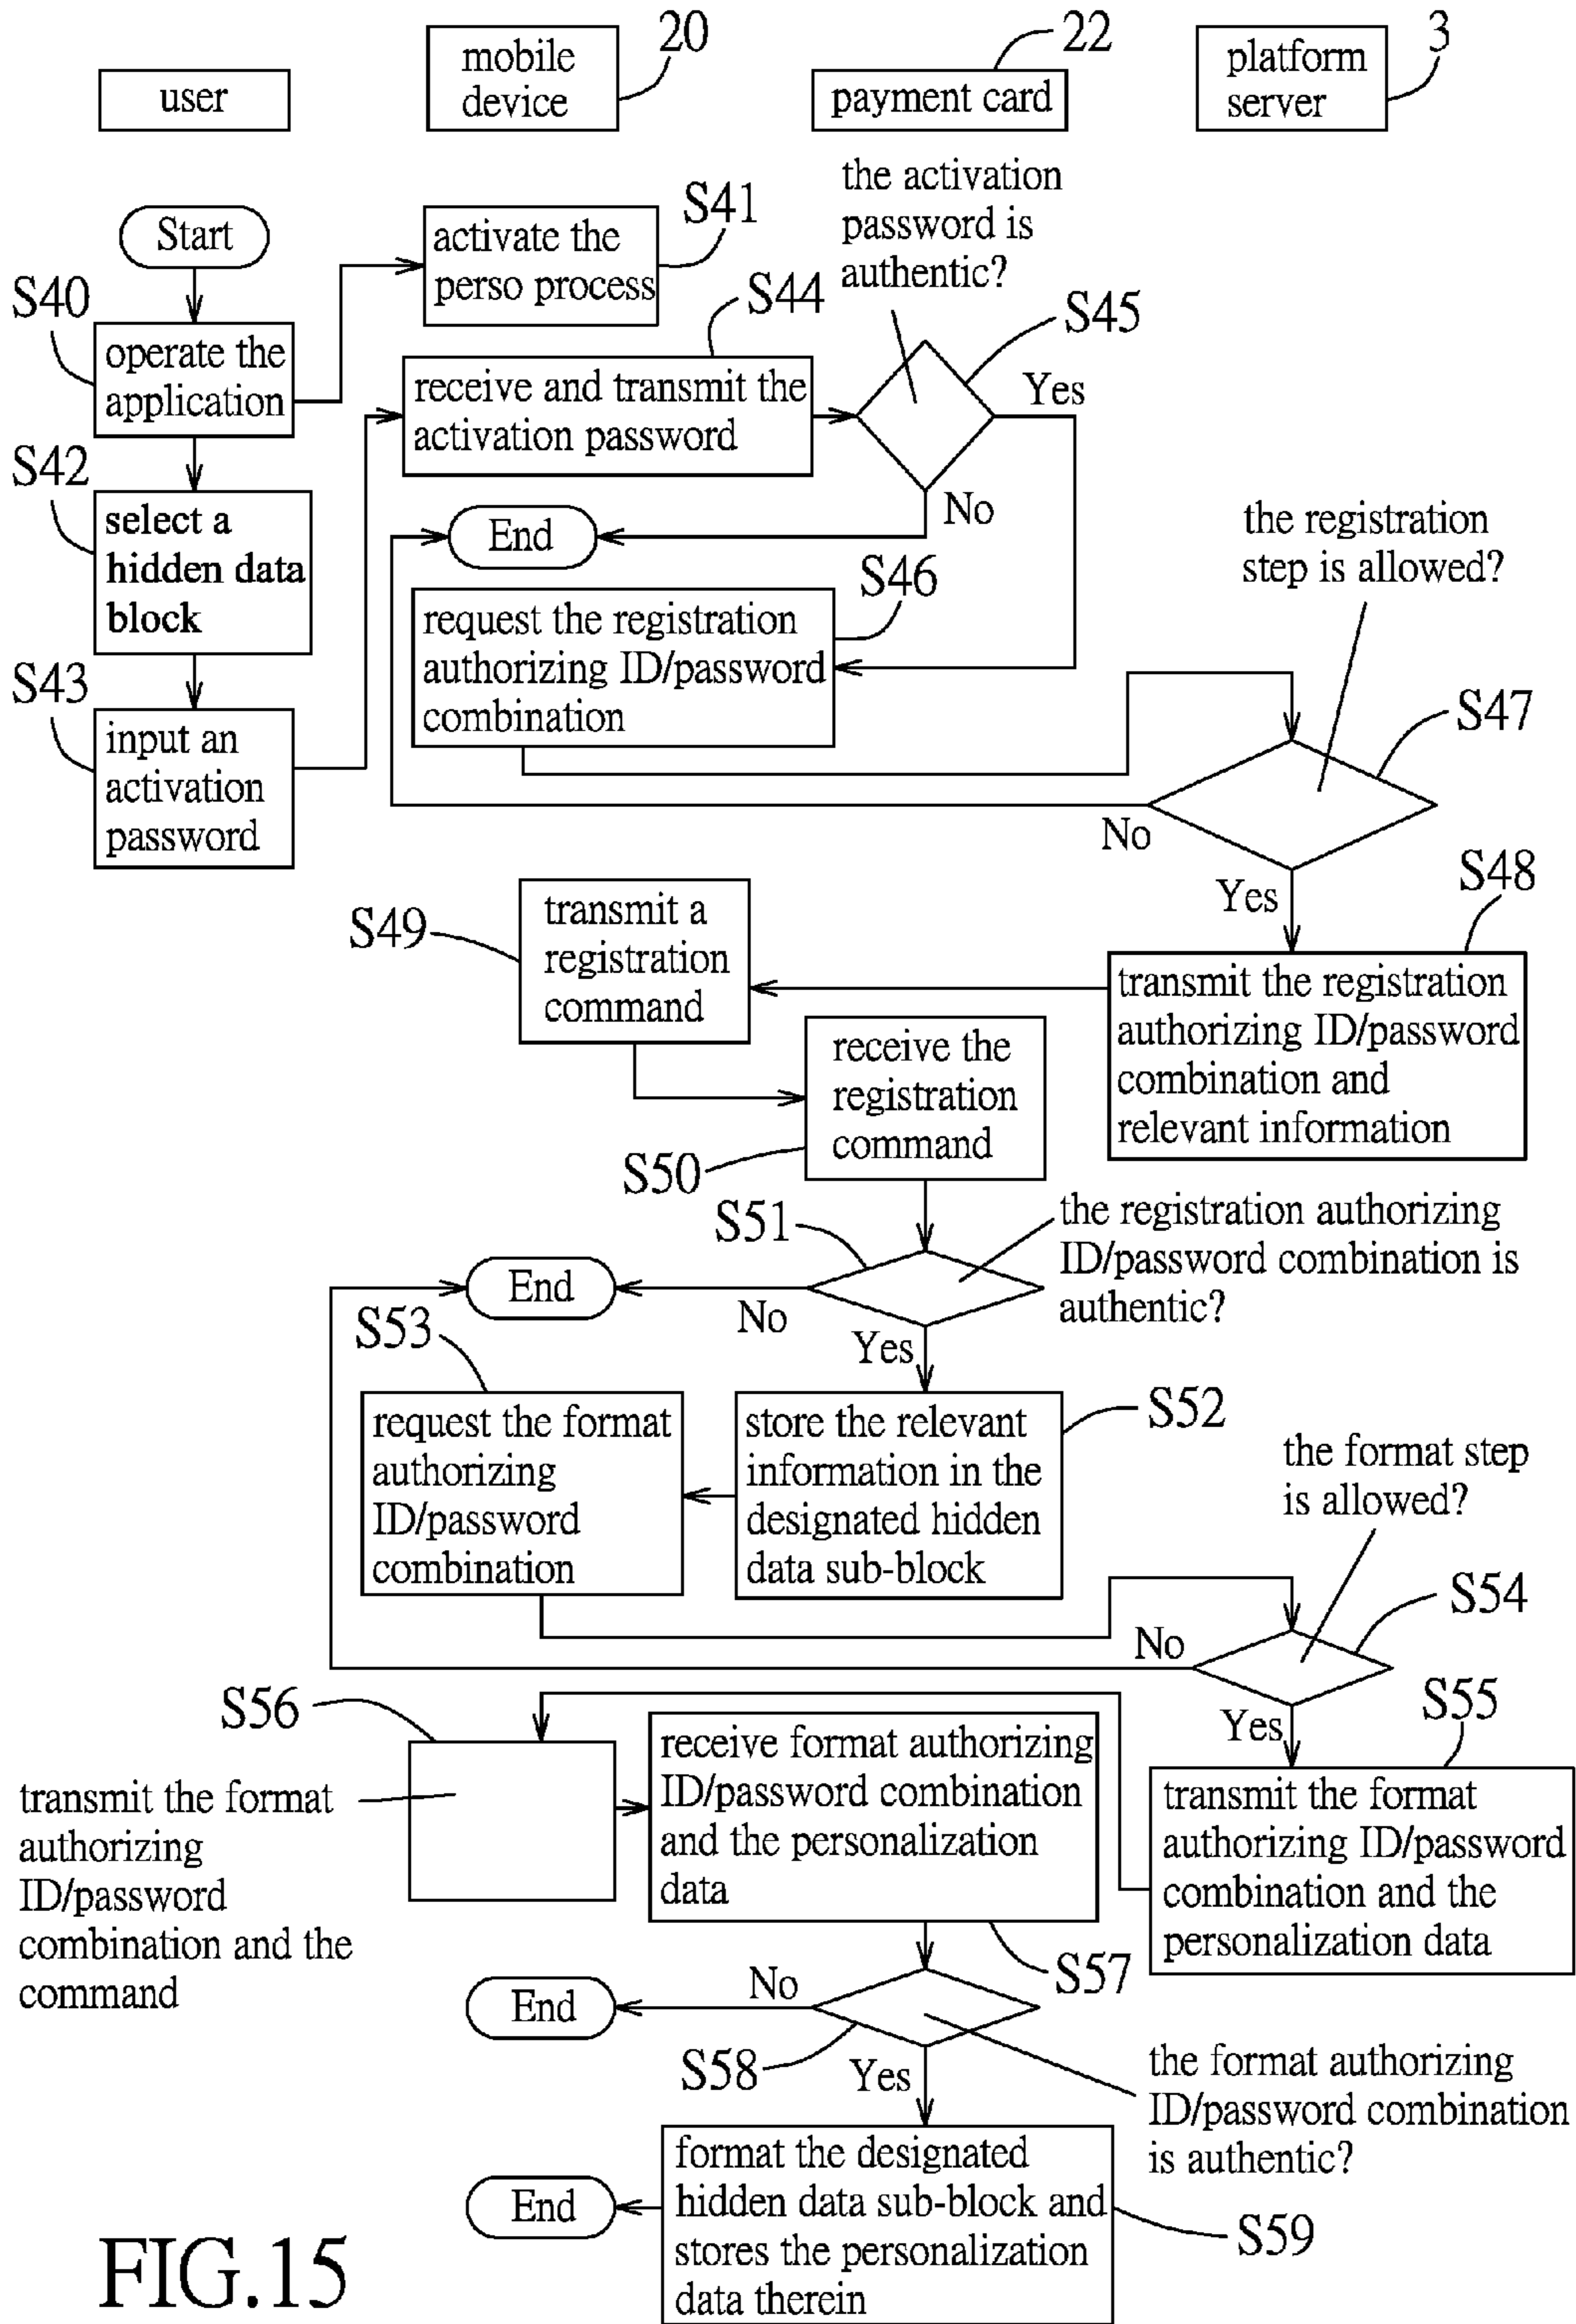 user
mobile
device
20
payment card
22
platform
server
3
Start
S40
operate the
application
activate the
perso process
S41
S42
select a
hidden data
block
S43
input an
activation
password
S44
receive and transmit the
activation password
the activation
password is
authentic?
S45
Yes
No
End
S46
request the registration
authorizing ID/password
combination
the registration
step is allowed?
S47
No
Yes
S48
transmit the registration
authorizing ID/password
combination and
relevant information
S49
transmit a
registration
command
receive the
registration
command
S50
S51
the registration authorizing
ID/password combination is
authentic?
End
No
Yes
S53
request the format
authorizing
ID/password
combination
store the relevant
information in the
designated hidden
data sub-block
S52
the format step
is allowed?
S54
No
Yes
S55
transmit the format
authorizing ID/password
combination and the
personalization data
S56
transmit the format
authorizing
ID/password
combination and the
command
receive format authorizing
ID/password combination
and the personalization
data
S57
End
No
S58
Yes
the format authorizing
ID/password combination
is authentic?
End
format the designated
hidden data sub-block and
stores the personalization
data therein
S59
FIG.15